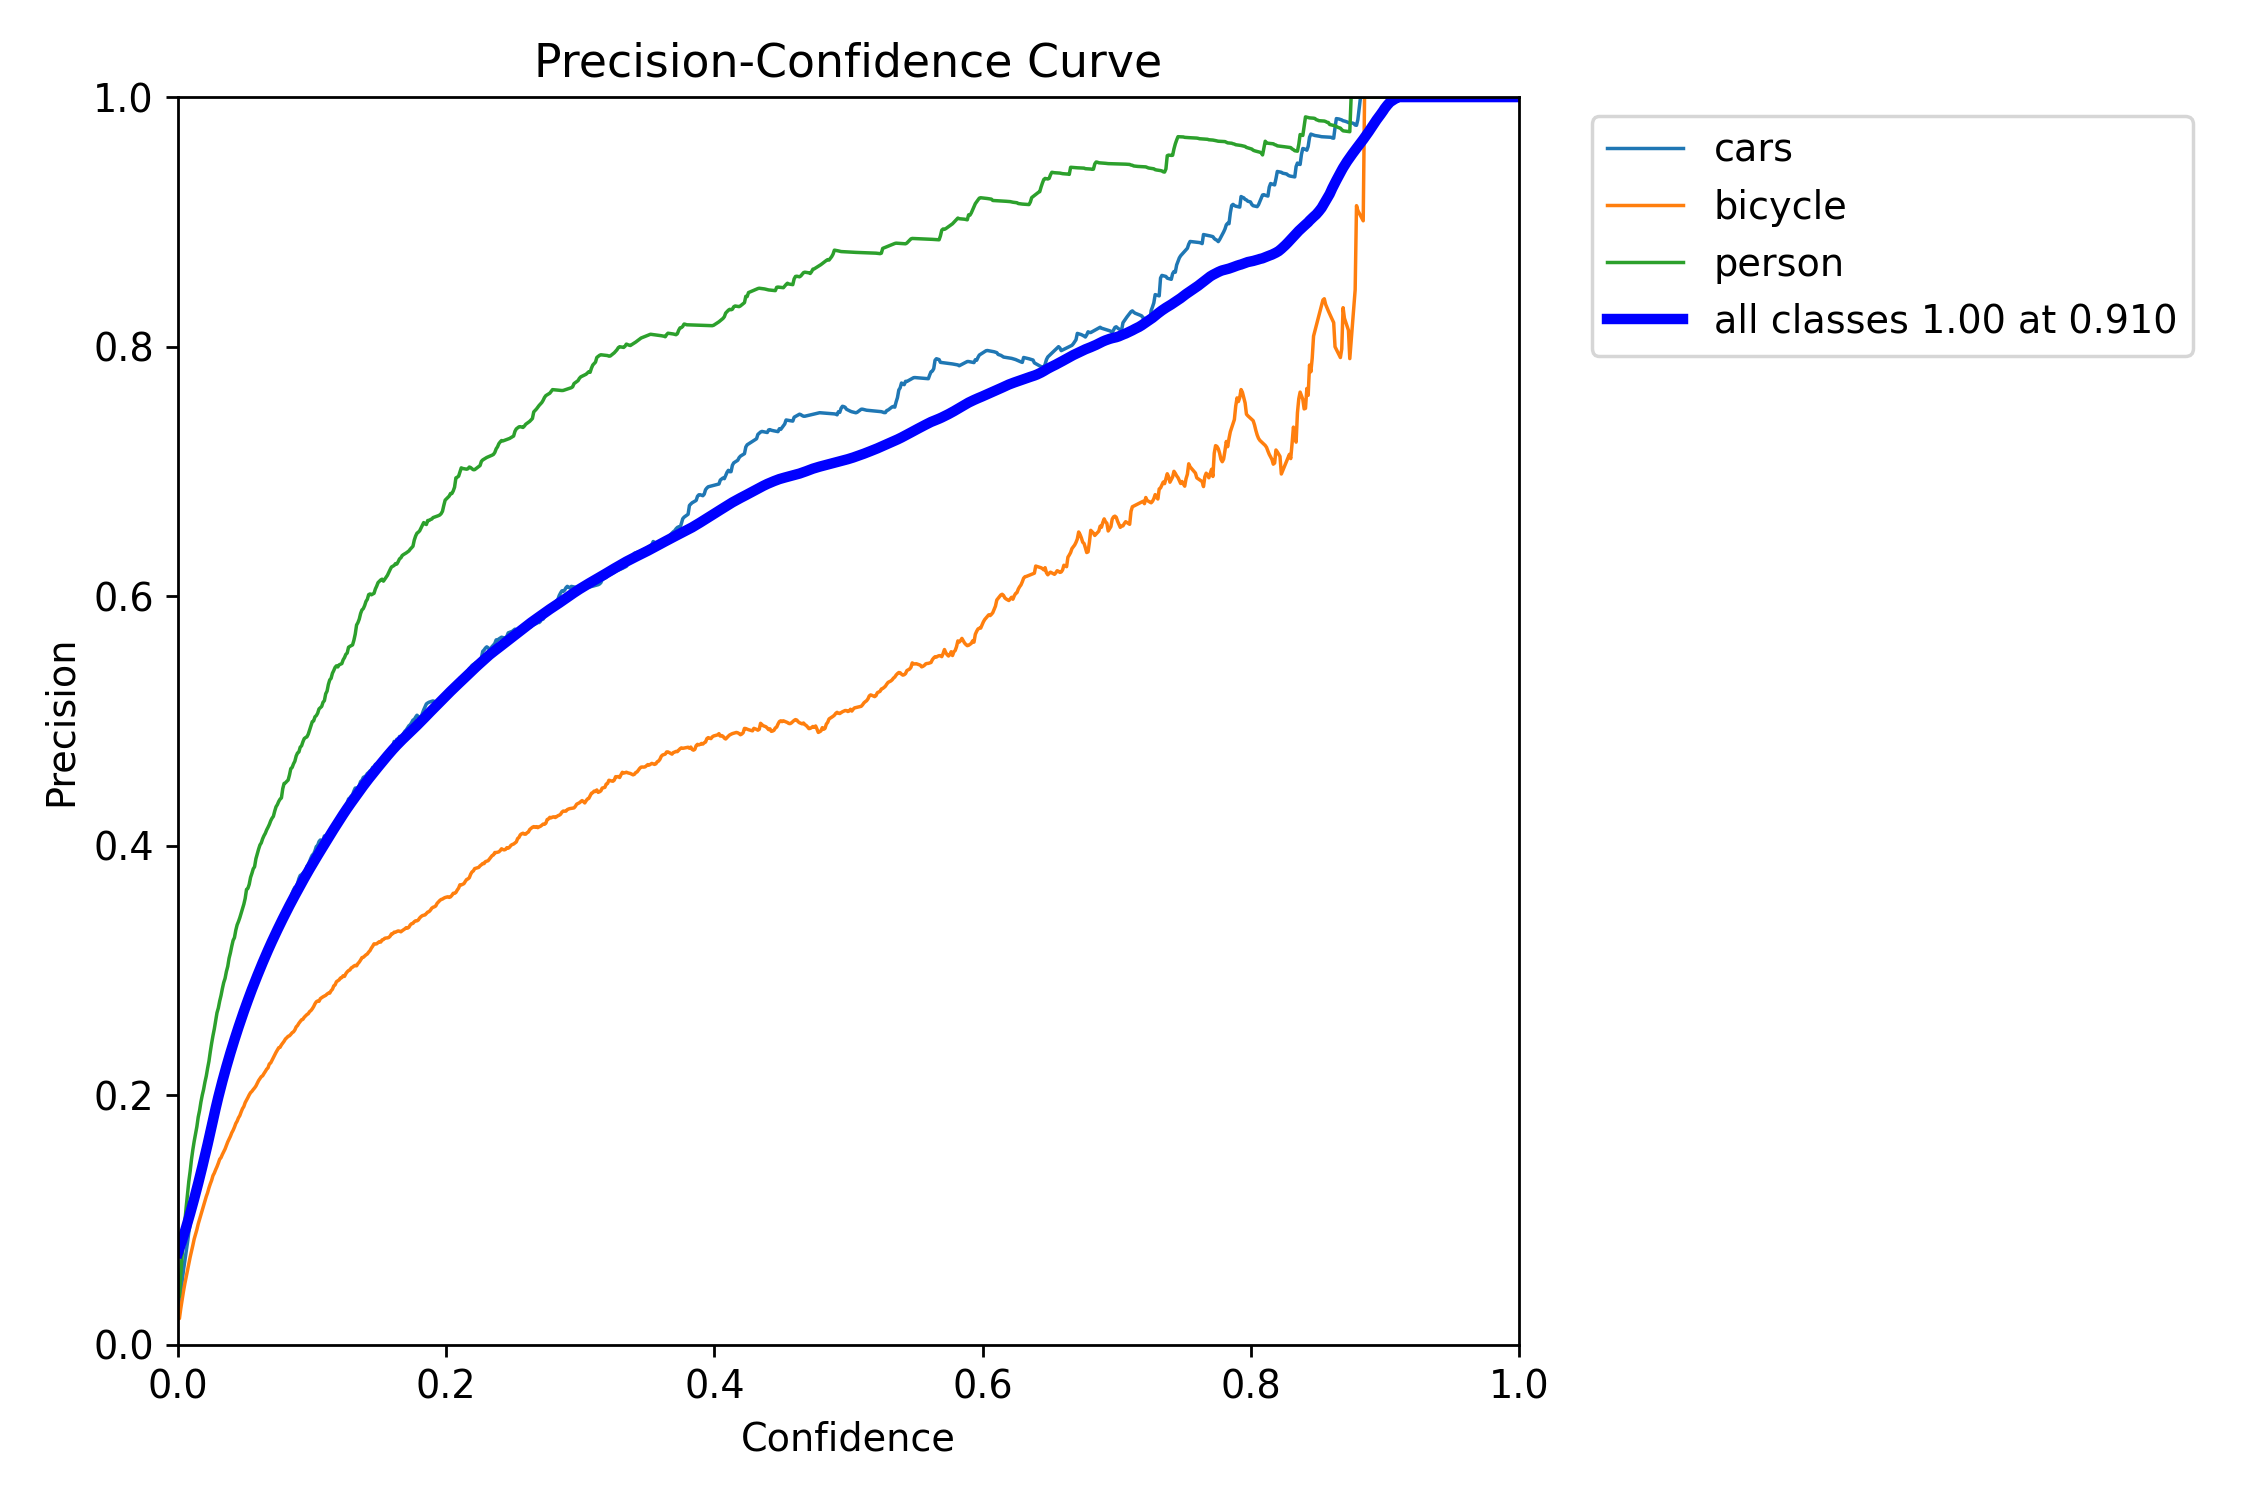 Precision-Confidence Curve
1.0
0.8
0.6
0.4
0.2
0.0
Precision
0.0 0.2 0.4 0.6 0.8 1.0
Confidence
cars
bicycle
person
all classes 1.00 at 0.910